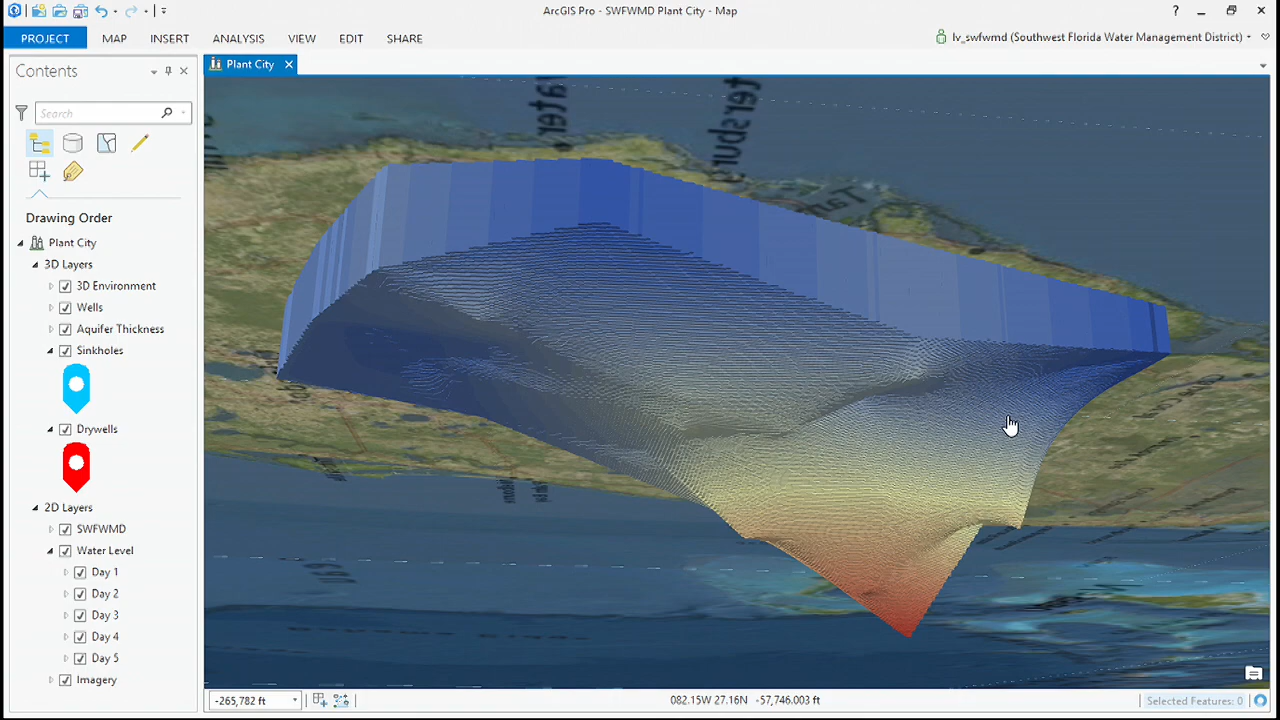 ArcGIS Pro - SWFWMD Plant City - Map
?
PROJECT MAP INSERT ANALYSIS VIEW EDIT SHARE
lv_swfwmd (Southwest Florida Water Management District)
Contents
Plant City
Search
Drawing Order
Plant City
3D Layers
3D Environment
Wells
Aquifer Thickness
Sinkholes
Drywells
2D Layers
SWFWMD
Water Level
Day 1
Day 2
Day 3
Day 4
Day 5
Imagery
-265,782 ft
082.15W 27.16N -57,746.003 ft
Selected Features: 0